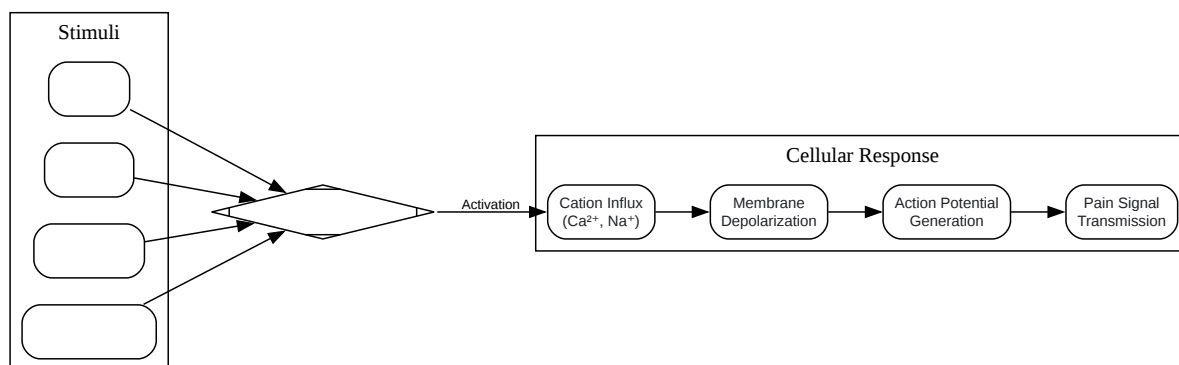 Stimuli
Activation
Cellular Response
Cation Influx
(Ca²⁺, Na⁺)
Membrane
Depolarization
Action Potential
Generation
Pain Signal
Transmission